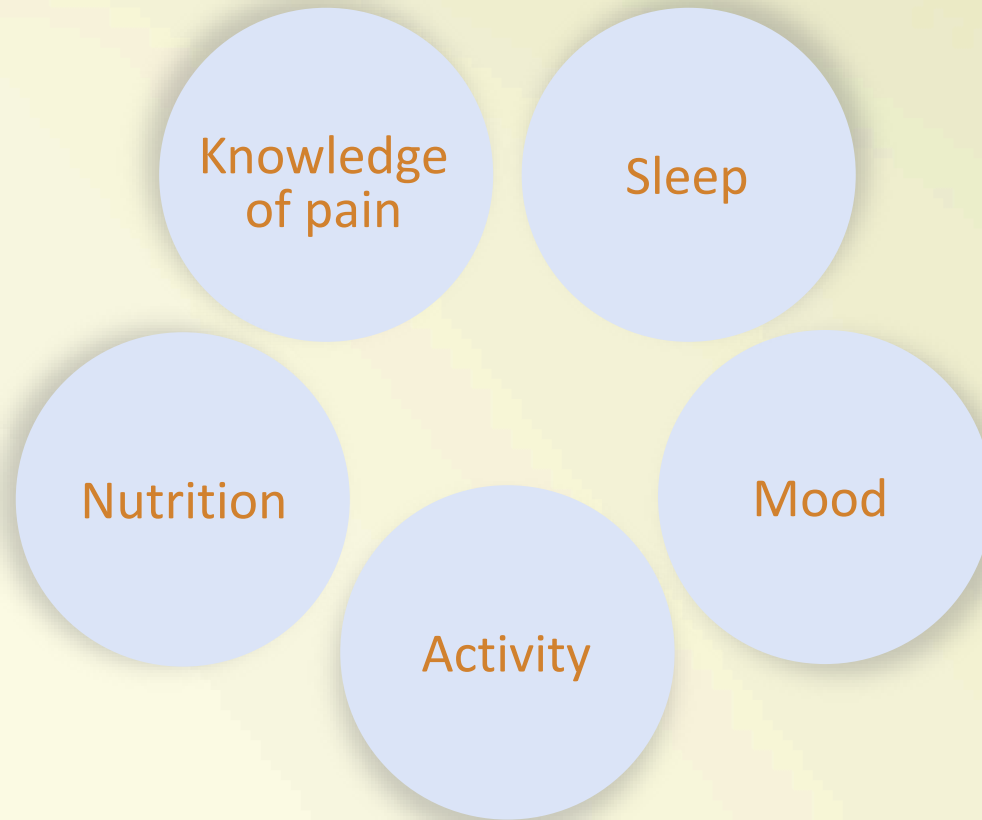 Knowledge
of pain
Sleep
Nutrition
Mood
Activity